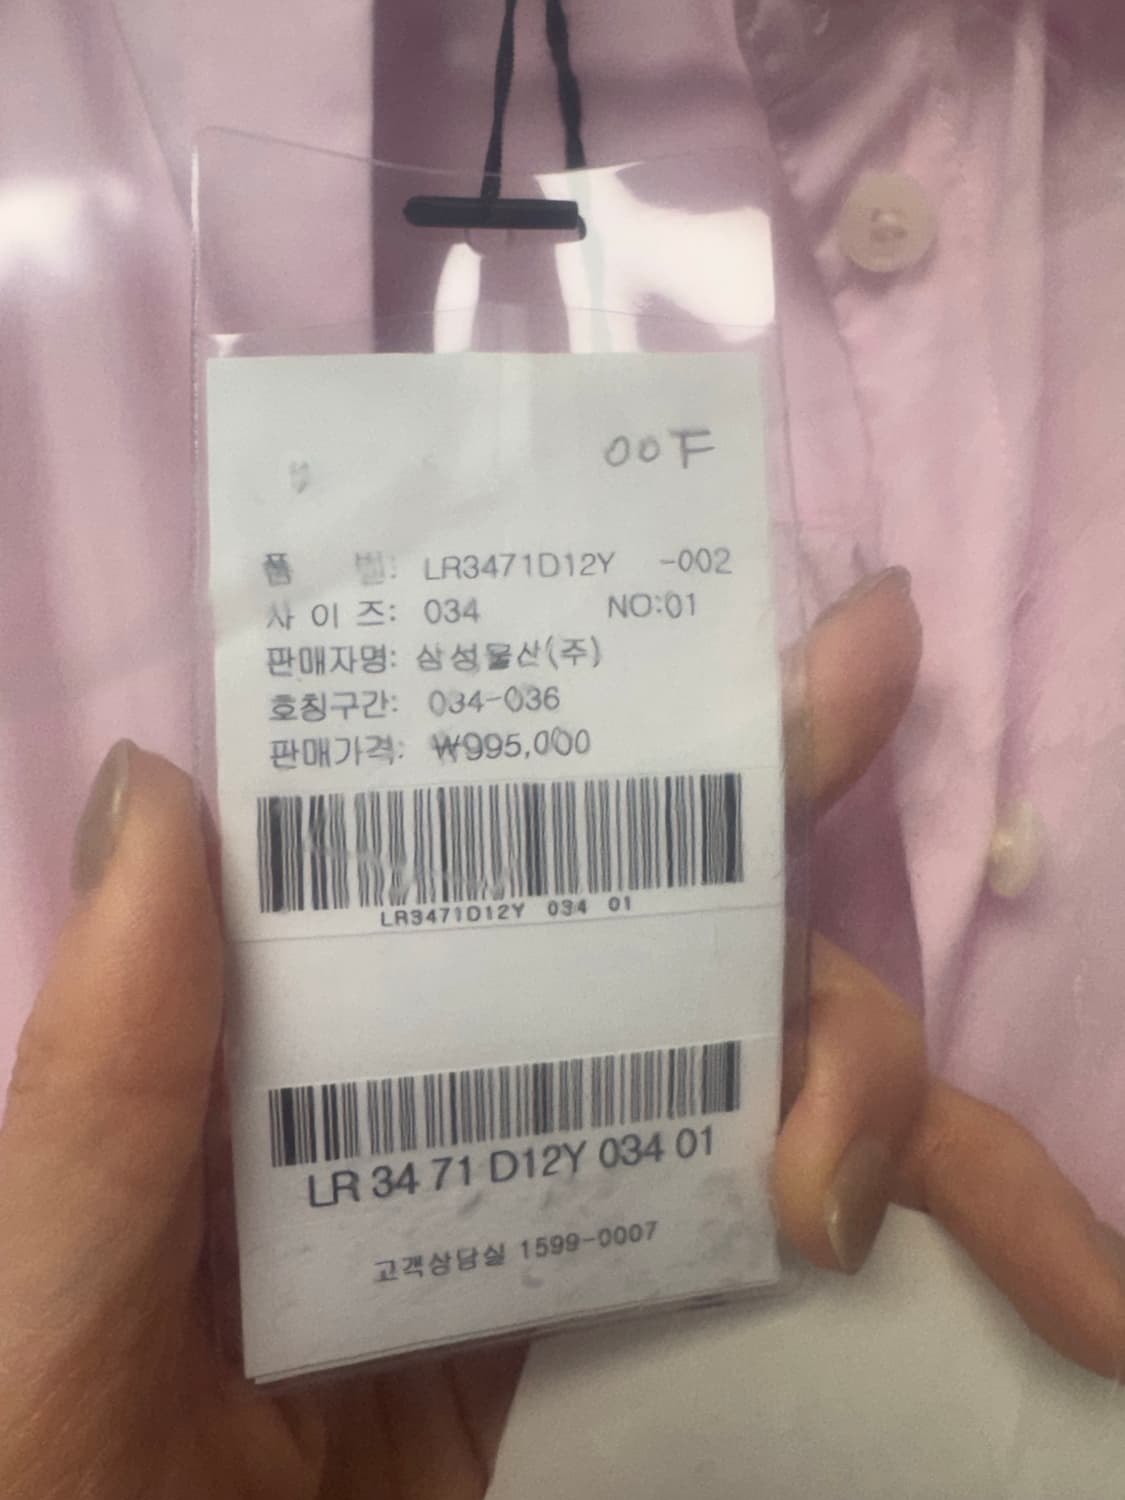 00F
품 번: LR3471D12Y -002
사 이 즈: 034 NO:01
판매자명: 삼성물산(주)
호칭구간: 034-036
판매가격: ₩995,000
LR3471D12Y 034 01
LR 34 71 D12Y 034 01
고객상담실 1599-0007